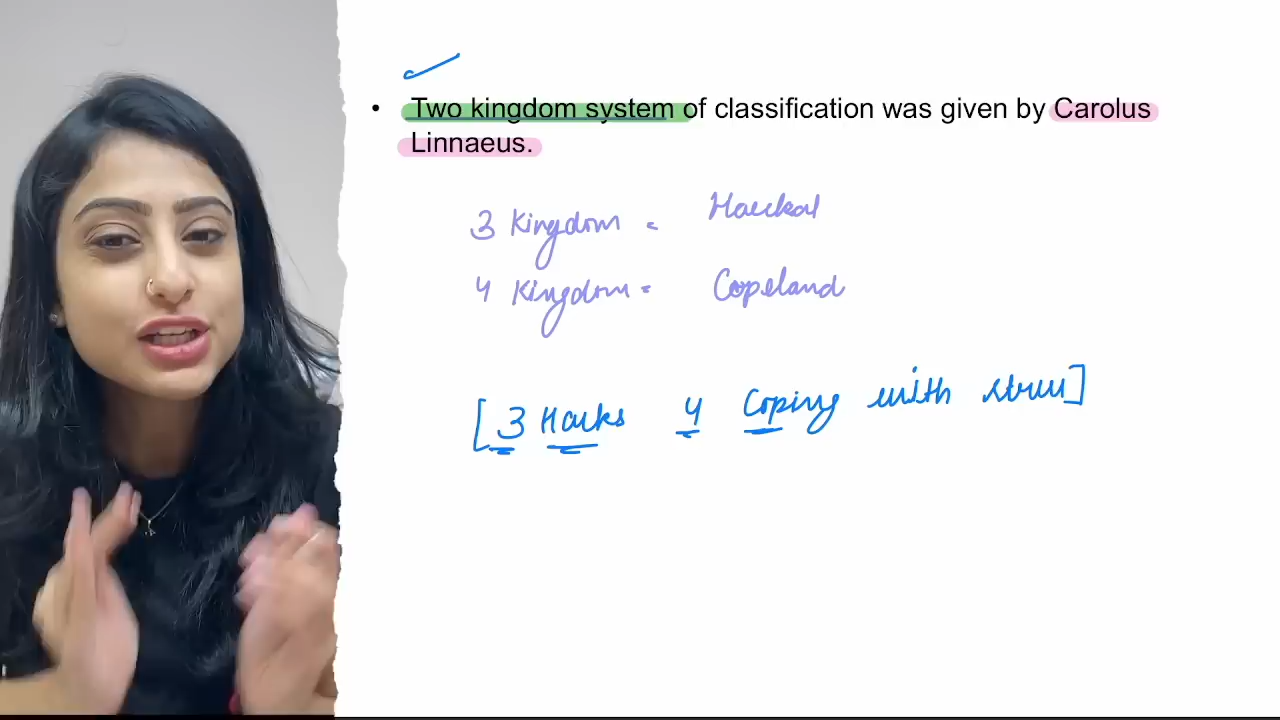 • Two kingdom system of classification was given by Carolus
Linnaeus.
3 Kingdom = Haeckal
4 Kingdom = Copeland
[3 Hacks 4 Coping with stress]